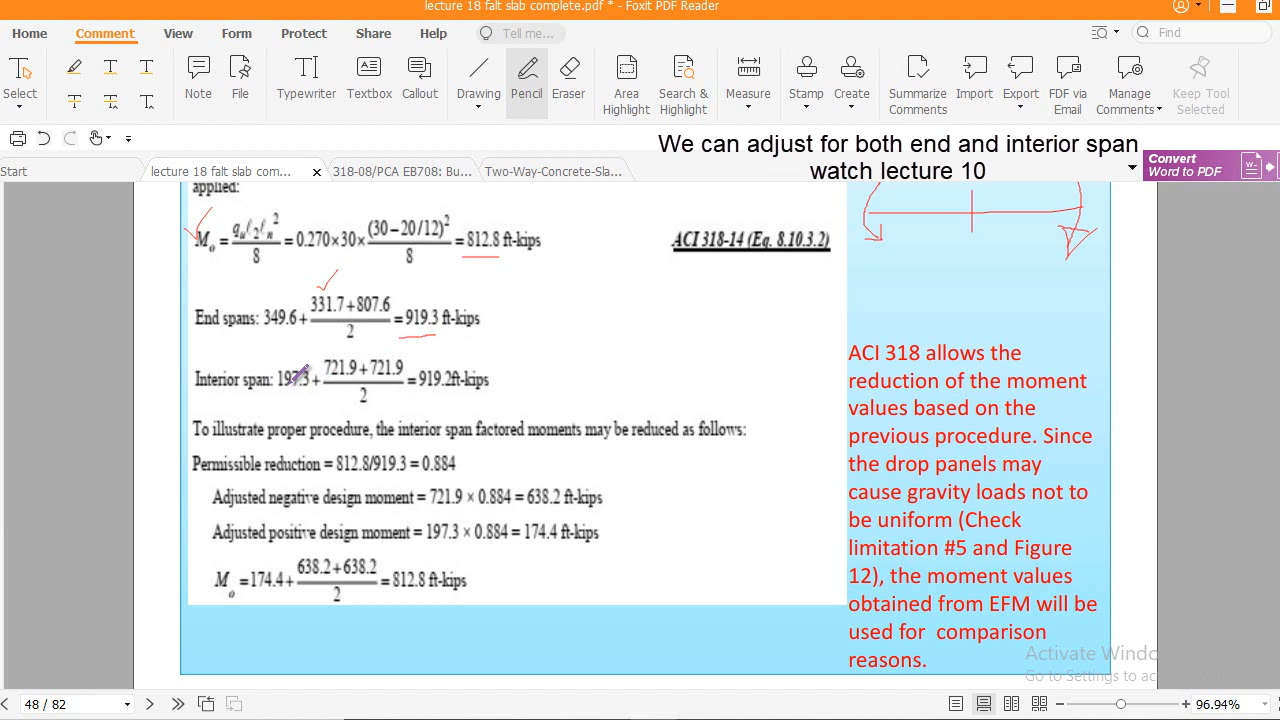 lecture 18 falt slab complete.pdf * - Foxit PDF Reader
Home Comment View Form Protect Share Help Tell me... Find
Select Note File Typewriter Textbox Callout Drawing Pencil Eraser Area Highlight Measure Search & Highlight Stamp Create Summarize Comments Import Export FDF via Email Manage Comments Keep Tool Selected
We can adjust for both end and interior span
watch lecture 10
Start lecture 18 falt slab com... 318-08/PCA EB708: Bu... Two-Way-Concrete-Sla...
Convert
Word to PDF
applied:
Mₒ = qᵤℓ₂ℓₙ²/8 = 0.270×30×(30−20/12)²/8 = 812.8 ft-kips ACI 318-14 (Eq. 8.10.3.2)
End spans: 349.6 + (331.7+807.6)/2 = 919.3 ft-kips
Interior span: 197.3 + (721.9+721.9)/2 = 919.2ft-kips
To illustrate proper procedure, the interior span factored moments may be reduced as follows:
Permissible reduction = 812.8/919.3 = 0.884
Adjusted negative design moment = 721.9 × 0.884 = 638.2 ft-kips
Adjusted positive design moment = 197.3 × 0.884 = 174.4 ft-kips
Mₒ =174.4+ (638.2+638.2)/2 = 812.8 ft-kips
ACI 318 allows the
reduction of the moment
values based on the
previous procedure. Since
the drop panels may
cause gravity loads not to
be uniform (Check
limitation #5 and Figure
12), the moment values
obtained from EFM will be
used for comparison
reasons.
Activate Windo
Go to Settings to ac
48 / 82
96.94%